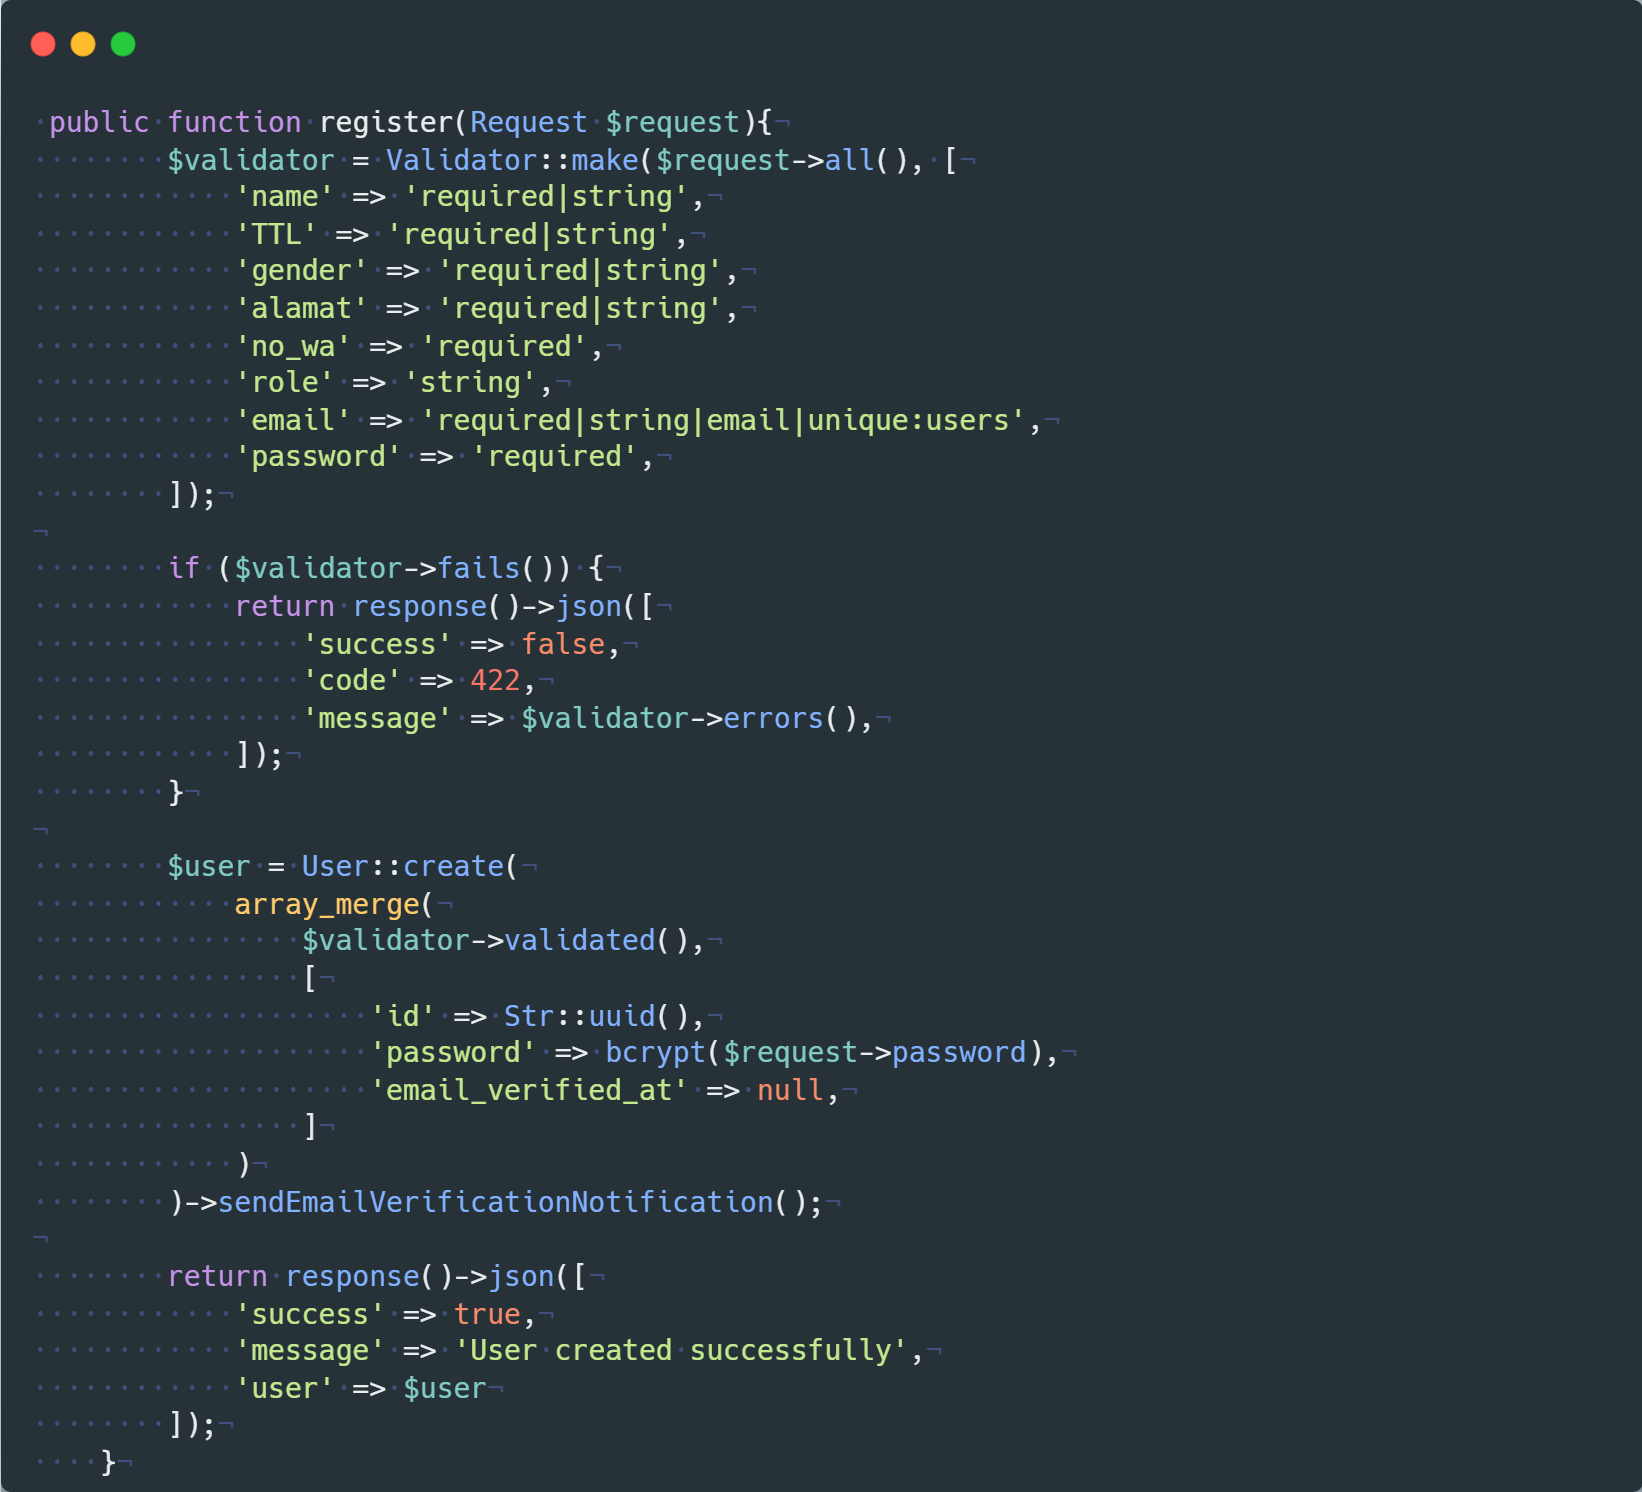 public function register(Request $request){
        $validator = Validator::make($request->all(), [
            'name' => 'required|string',
            'TTL' => 'required|string',
            'gender' => 'required|string',
            'alamat' => 'required|string',
            'no_wa' => 'required',
            'role' => 'string',
            'email' => 'required|string|email|unique:users',
            'password' => 'required',
        ]);

        if ($validator->fails()) {
            return response()->json([
                'success' => false,
                'code' => 422,
                'message' => $validator->errors(),
            ]);
        }

        $user = User::create(
            array_merge(
                $validator->validated(),
                [
                    'id' => Str::uuid(),
                    'password' => bcrypt($request->password),
                    'email_verified_at' => null,
                ]
            )
        )->sendEmailVerificationNotification();

        return response()->json([
            'success' => true,
            'message' => 'User created successfully',
            'user' => $user
        ]);
    }